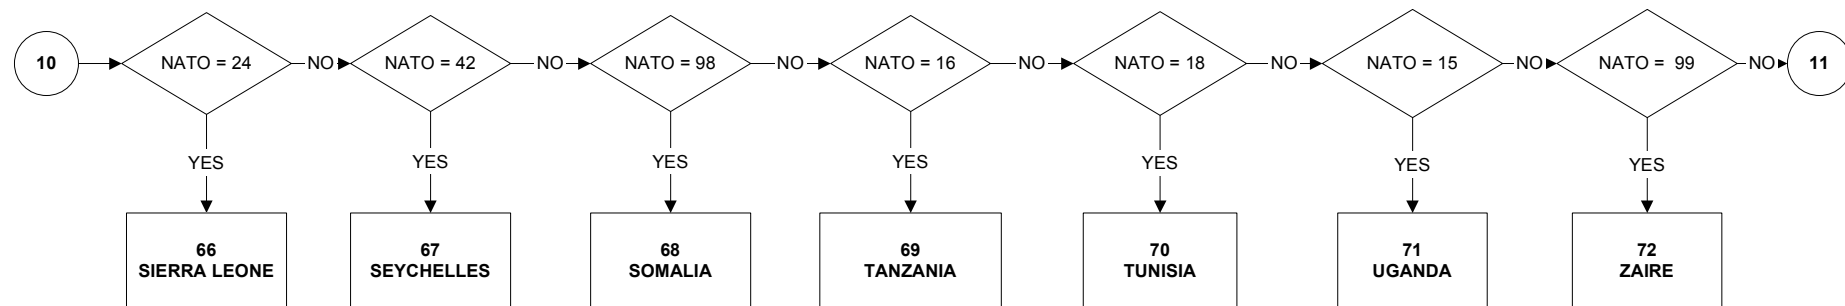 10
NATO = 24
NO
NATO = 42
NO
NATO = 98
NO
NATO = 16
NO
NATO = 18
NO
NATO = 15
NO
NATO =  99
NO
11
YES
YES
YES
YES
YES
YES
YES
66
SIERRA LEONE
67
SEYCHELLES
68
SOMALIA
69
TANZANIA
70
TUNISIA
71
UGANDA
72
ZAIRE